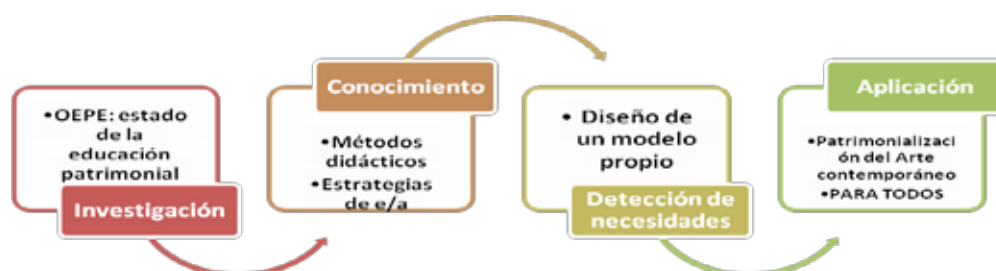 •OEPE: estado
de la
educación
patrimonial
Investigación
Conocimiento
•Métodos
didácticos
•Estrategias
de e/a
• Diseño de
un modelo
propio
Detección de
necesidades
Aplicación
•Patrimonializaci
ón del Arte
contemporáneo
•PARA TODOS